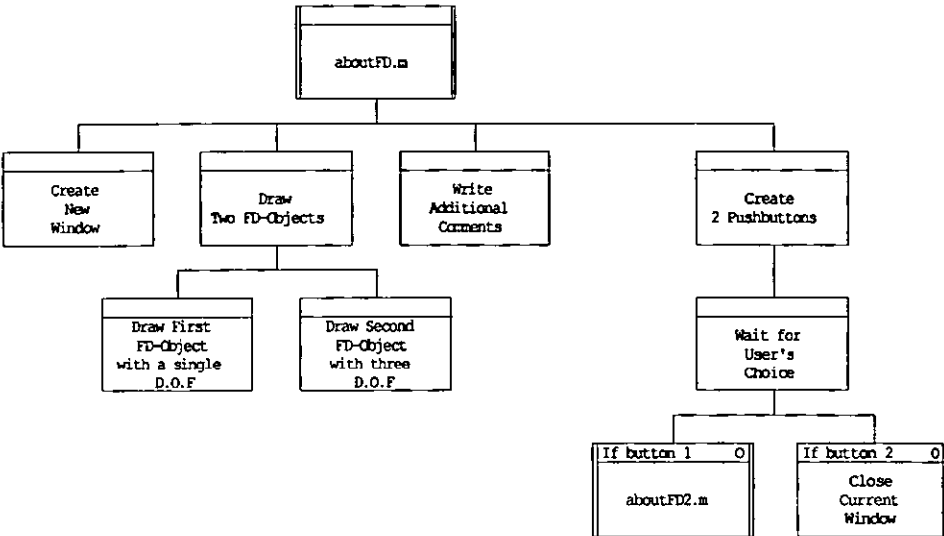 aboutFD.m
Create
New
Window
Draw
Two FD-Objects
Write
Additional
Comments
Create
2 Pushbuttons
Draw First
FD-Object
with a single
D.O.F
Draw Second
FD-Object
with three
D.O.F
Wait for
User's
Choice
If button 1 O
aboutFD2.m
If button 2 O
Close
Current
Window